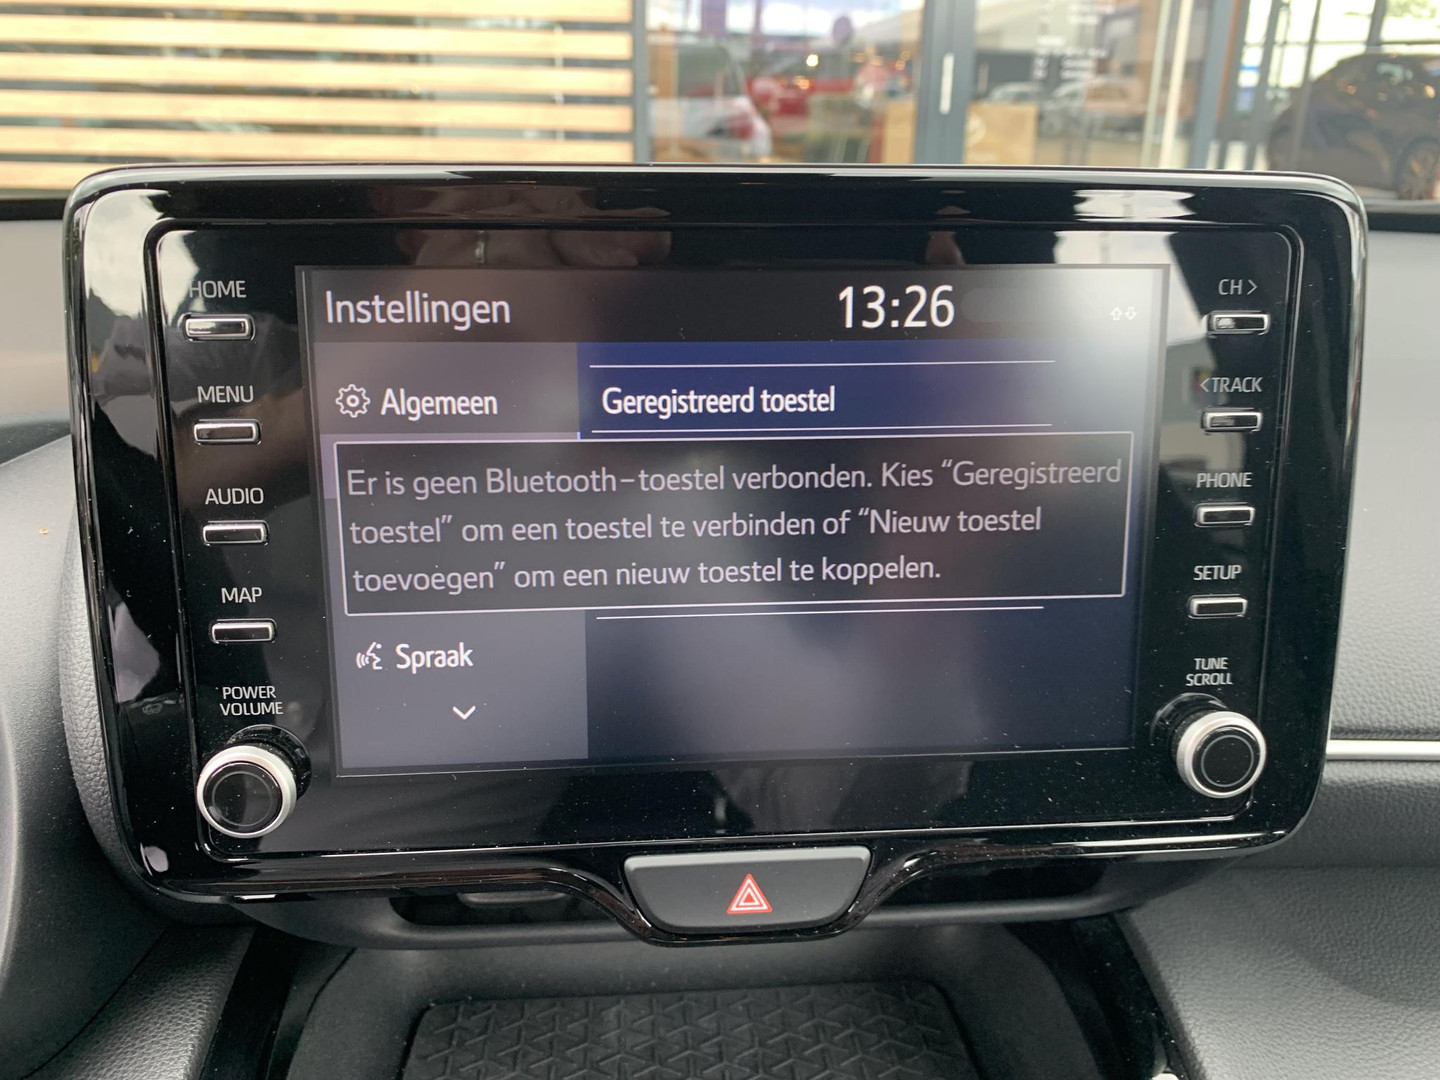 HOME
MENU
AUDIO
MAP
POWER
VOLUME
Instellingen
13:26
Algemeen
Geregistreerd toestel
Er is geen Bluetooth-toestel verbonden. Kies “Geregistreerd
toestel” om een toestel te verbinden of “Nieuw toestel
toevoegen” om een nieuw toestel te koppelen.
Spraak
CH >
< TRACK
PHONE
SETUP
TUNE
SCROLL